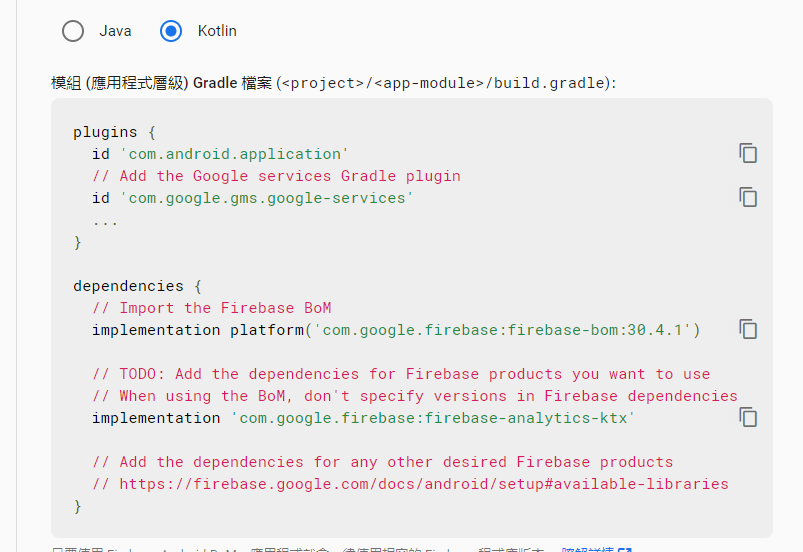 Java Kotlin
模組 (應用程式層級) Gradle 檔案 (<project>/<app-module>/build.gradle):
plugins {
id 'com.android.application'
// Add the Google services Gradle plugin
id 'com.google.gms.google-services'
...
}
dependencies {
// Import the Firebase BoM
implementation platform('com.google.firebase:firebase-bom:30.4.1')
// TODO: Add the dependencies for Firebase products you want to use
// When using the BoM, don't specify versions in Firebase dependencies
implementation 'com.google.firebase:firebase-analytics-ktx'
// Add the dependencies for any other desired Firebase products
// https://firebase.google.com/docs/android/setup#available-libraries
}